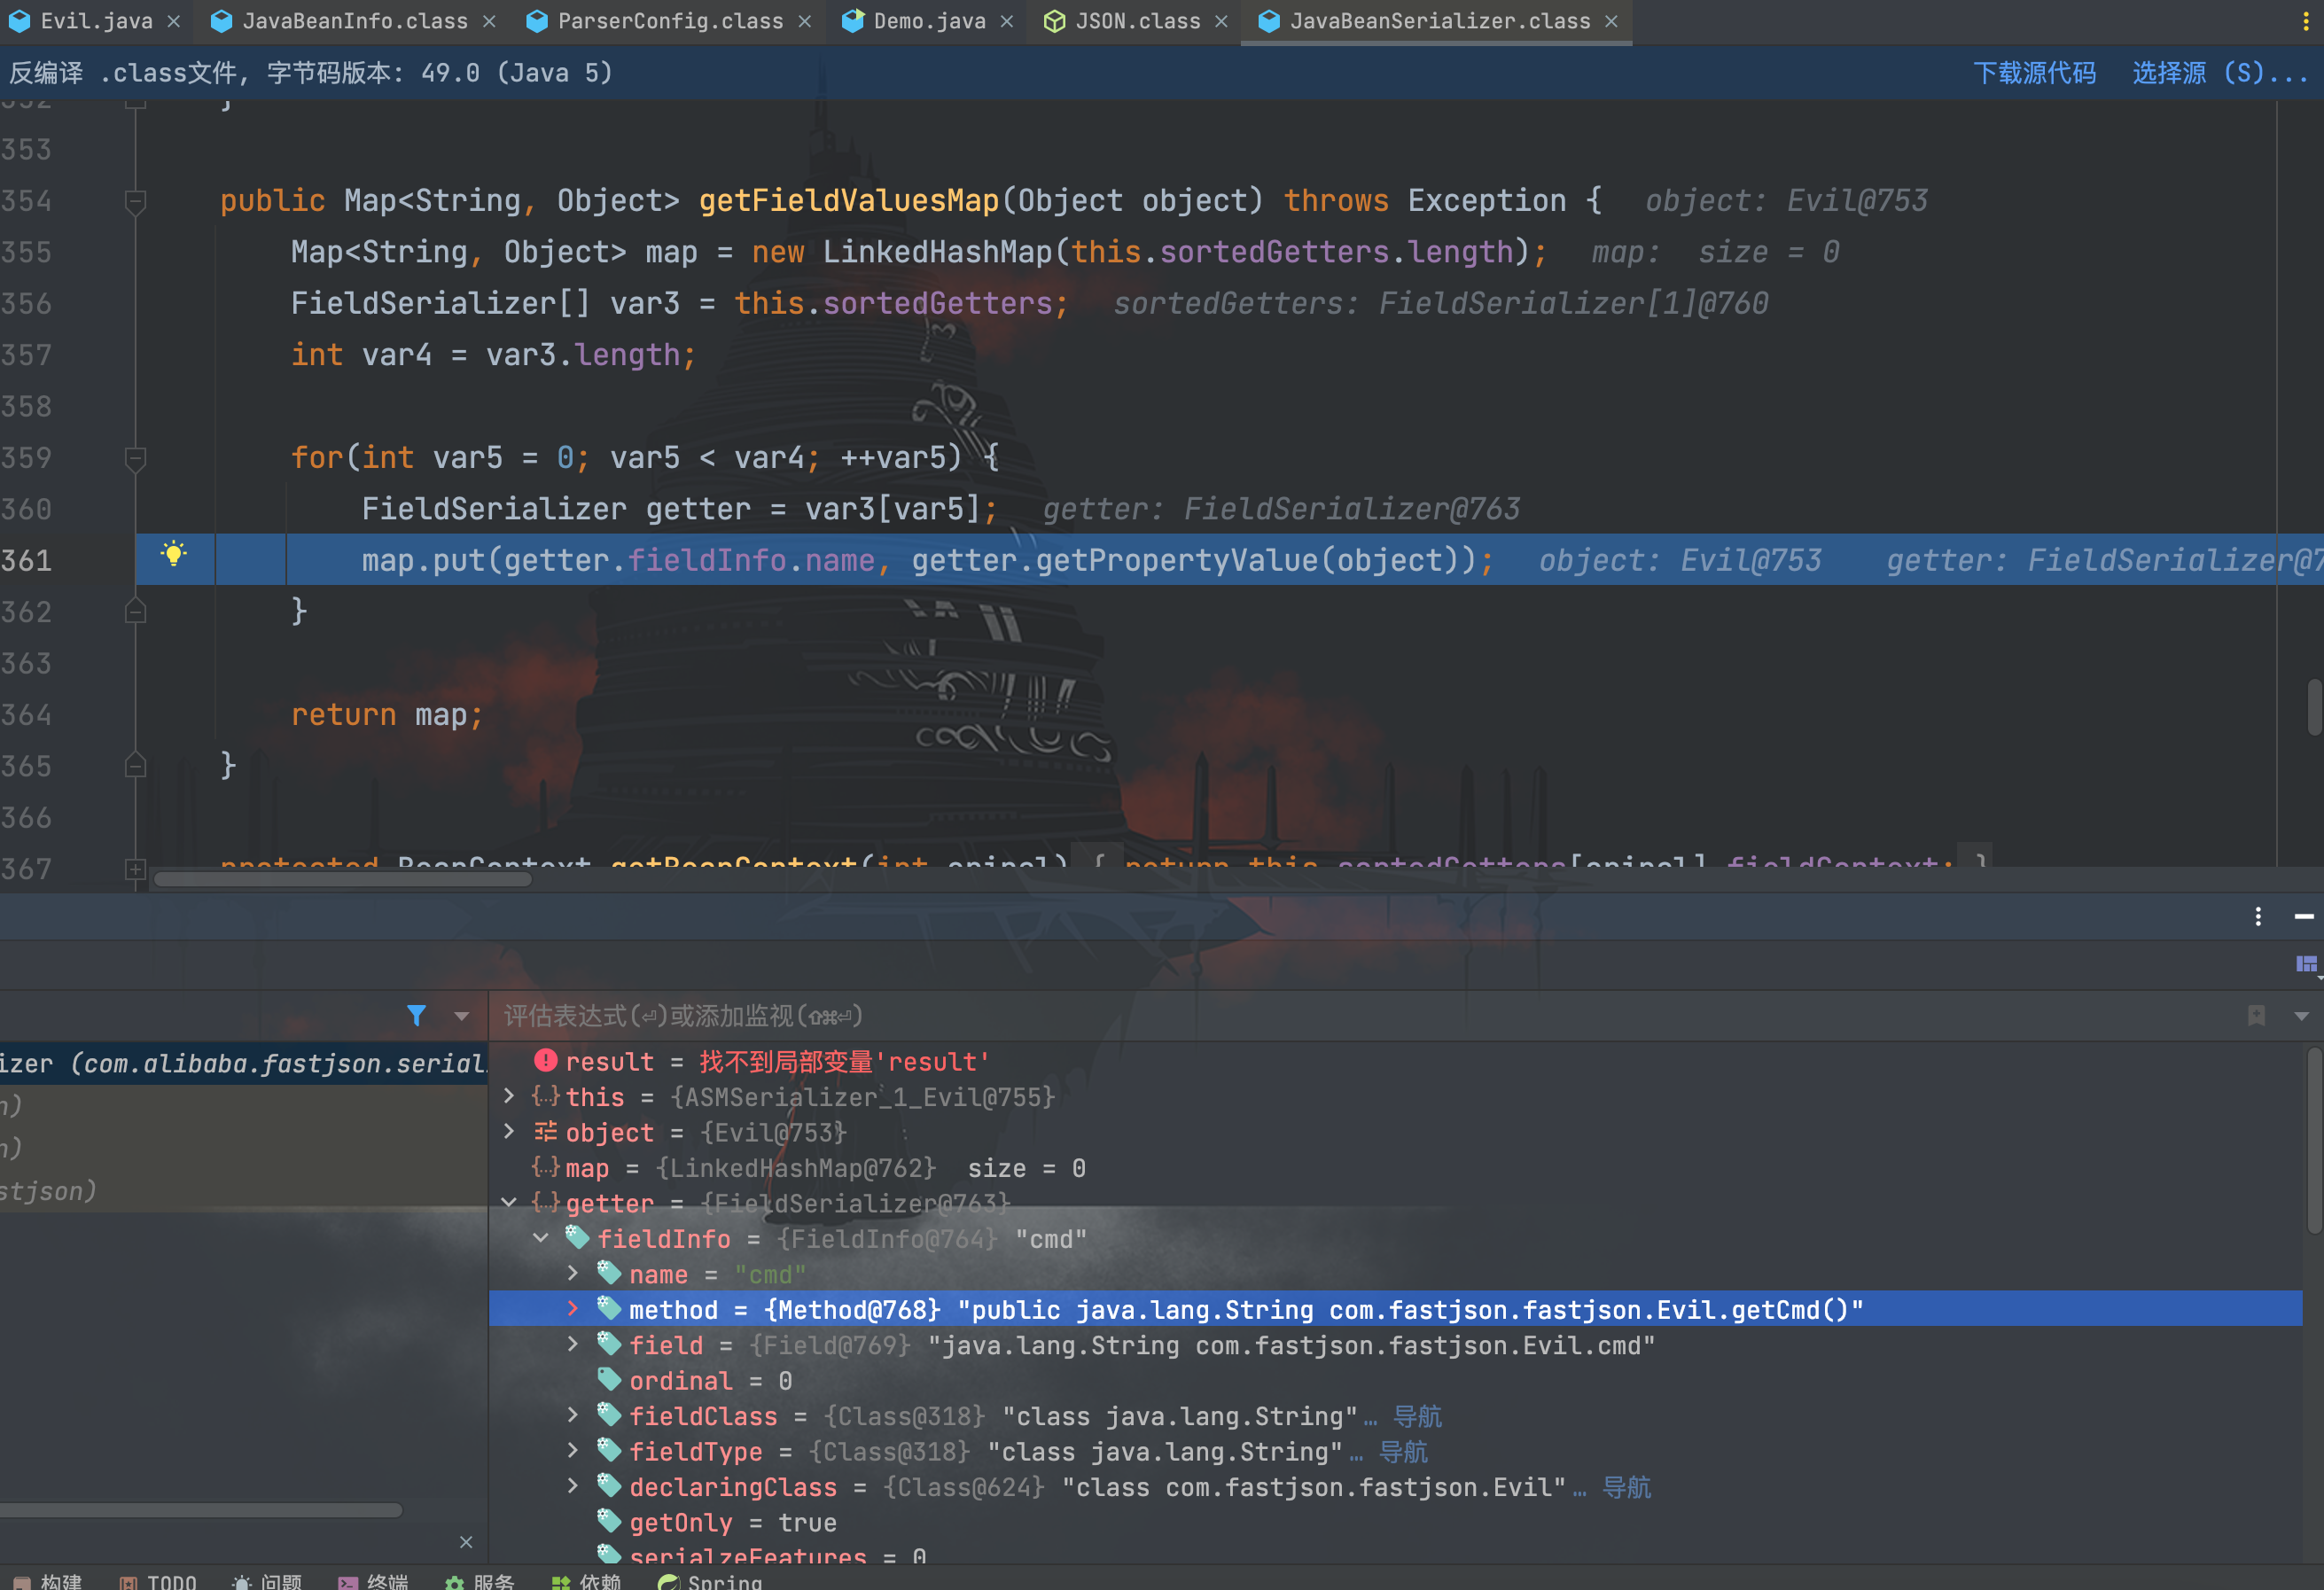 Evil.java × JavaBeanInfo.class × ParserConfig.class × Demo.java × JSON.class × JavaBeanSerializer.class ×
反编译 .class文件, 字节码版本: 49.0 (Java 5) 下载源代码 选择源 (S)...
352 }
353
354 public Map<String, Object> getFieldValuesMap(Object object) throws Exception { object: Evil@753
355 Map<String, Object> map = new LinkedHashMap(this.sortedGetters.length); map: size = 0
356 FieldSerializer[] var3 = this.sortedGetters; sortedGetters: FieldSerializer[1]@760
357 int var4 = var3.length;
358
359 for(int var5 = 0; var5 < var4; ++var5) {
360 FieldSerializer getter = var3[var5]; getter: FieldSerializer@763
361 map.put(getter.fieldInfo.name, getter.getPropertyValue(object)); object: Evil@753 getter: FieldSerializer@7
362 }
363
364 return map;
365 }
366
367 protected BeanContext getBeanContext(int orinal) { return this.sortedGetters[orinal].fieldContext; }
评估表达式(⏎)或添加监视(⇧⌘⏎)
izer (com.alibaba.fastjson.serial
n)
n)
stjson)
result = 找不到局部变量'result'
this = {ASMSerializer_1_Evil@755}
object = {Evil@753}
map = {LinkedHashMap@762} size = 0
getter = {FieldSerializer@763}
fieldInfo = {FieldInfo@764} "cmd"
name = "cmd"
method = {Method@768} "public java.lang.String com.fastjson.fastjson.Evil.getCmd()"
field = {Field@769} "java.lang.String com.fastjson.fastjson.Evil.cmd"
ordinal = 0
fieldClass = {Class@318} "class java.lang.String"… 导航
fieldType = {Class@318} "class java.lang.String"… 导航
declaringClass = {Class@624} "class com.fastjson.fastjson.Evil"… 导航
getOnly = true
serialzeFeatures = 0
构建 TODO 问题 终端 服务 依赖 Spring